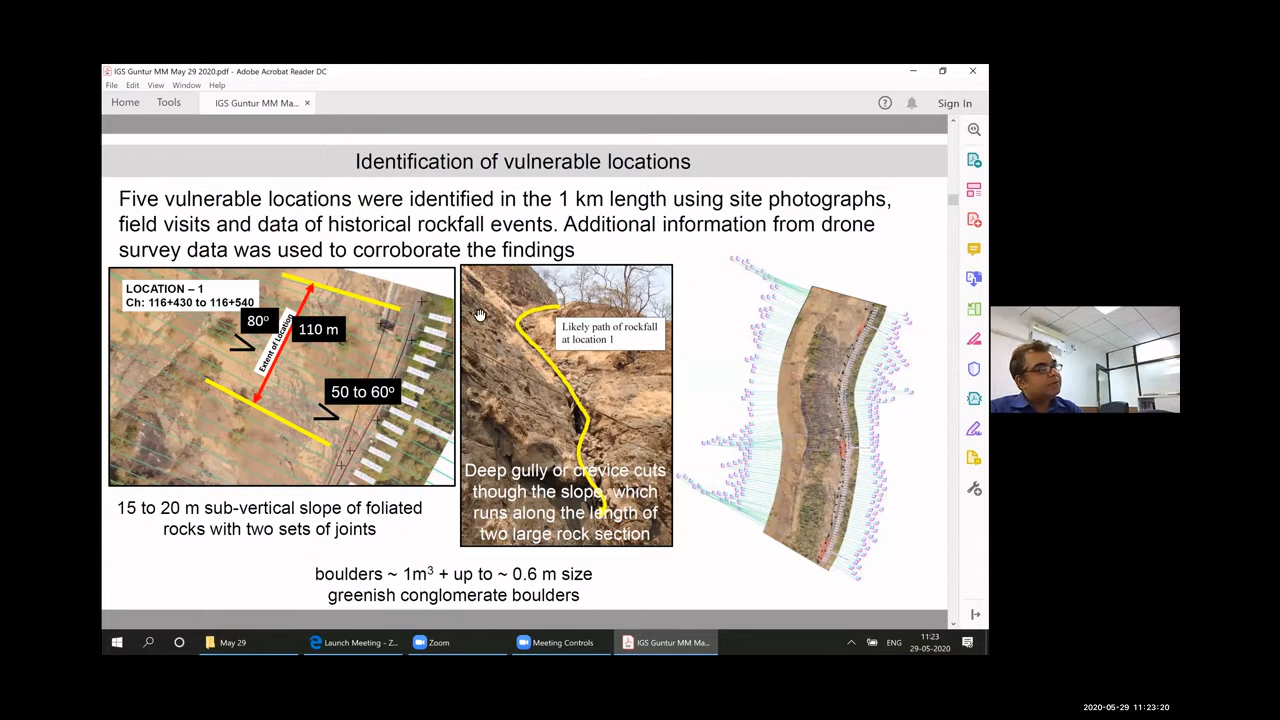 IGS Guntur MM May 29 2020.pdf - Adobe Acrobat Reader DC
File Edit View Window Help
Home Tools IGS Guntur MM Ma... × Sign In
Identification of vulnerable locations
Five vulnerable locations were identified in the 1 km length using site photographs,
field visits and data of historical rockfall events. Additional information from drone
survey data was used to corroborate the findings
LOCATION – 1
Ch: 116+430 to 116+540
80º
110 m
Extent of Location
50 to 60º
Likely path of rockfall
at location 1
Deep gully or crevice cuts
though the slope, which
runs along the length of
two large rock section
15 to 20 m sub-vertical slope of foliated
rocks with two sets of joints
boulders ~ 1m³ + up to ~ 0.6 m size
greenish conglomerate boulders
May 29 Launch Meeting - Z... Zoom Meeting Controls IGS Guntur MM Ma... ENG 11:23
29-05-2020
2020-05-29 11:23:20